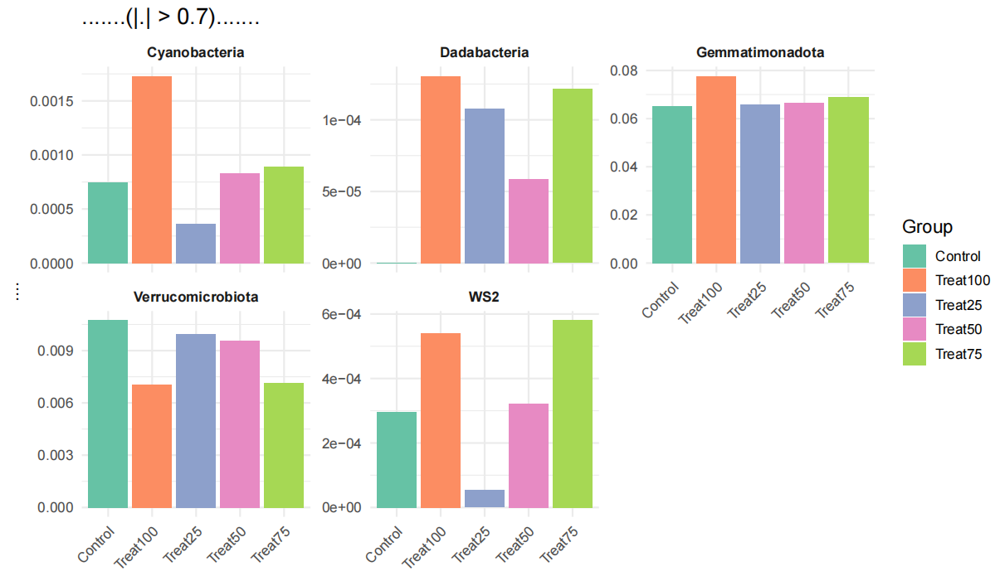 .......(|.| > 0.7).......
Cyanobacteria
0.0015
0.0010
0.0005
0.0000
Dadabacteria
1e−04
5e−05
0e+00
Gemmatimonadota
0.08
0.06
0.04
0.02
0.00
Control
Treat100
Treat25
Treat50
Treat75
....
Verrucomicrobiota
0.009
0.006
0.003
0.000
Control
Treat100
Treat25
Treat50
Treat75
WS2
6e−04
4e−04
2e−04
0e+00
Control
Treat100
Treat25
Treat50
Treat75
Group
Control
Treat100
Treat25
Treat50
Treat75